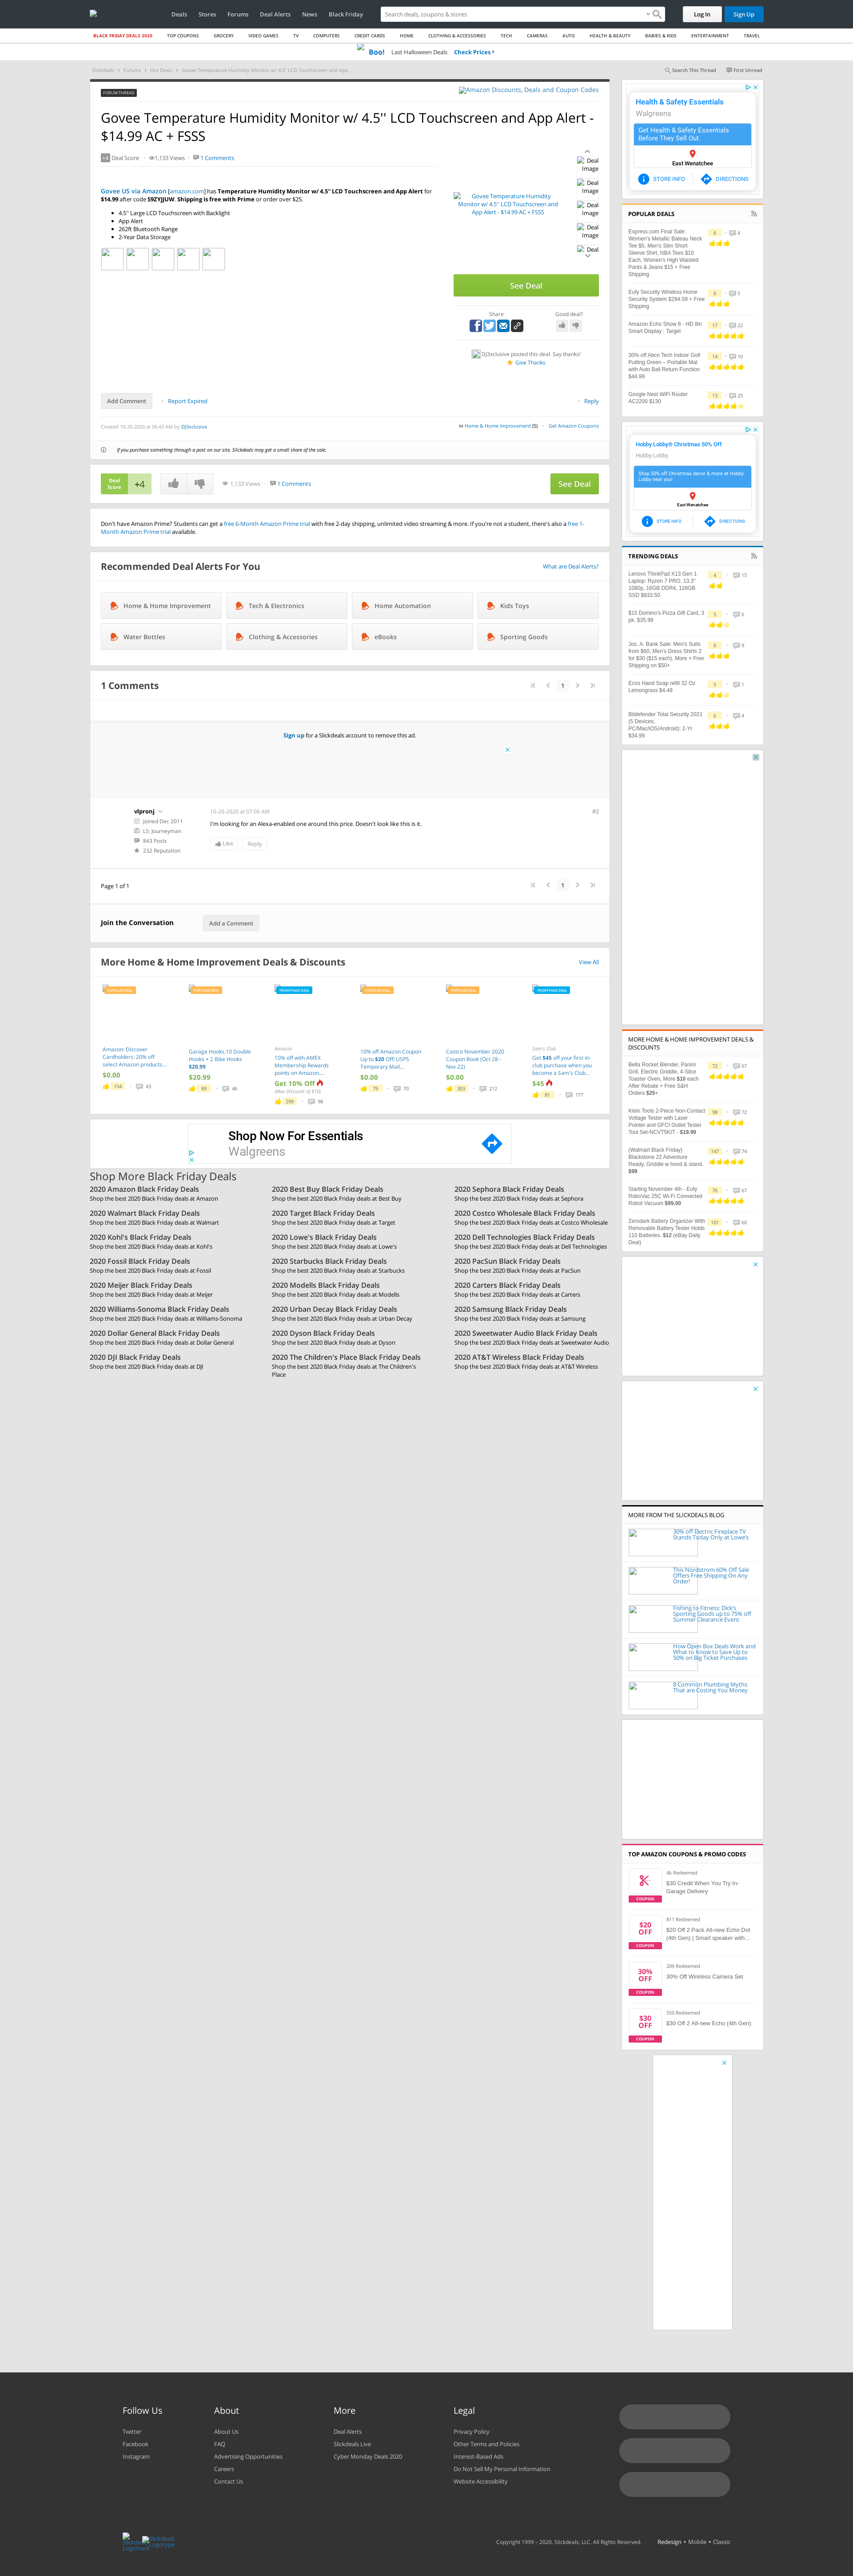 Deals Stores Forums Deal Alerts News Black Friday
Search deals, coupons & stores
Log In
Sign Up
BLACK FRIDAY DEALS 2020 TOP COUPONS GROCERY VIDEO GAMES TV COMPUTERS CREDIT CARDS HOME CLOTHING & ACCESSORIES TECH CAMERAS AUTO HEALTH & BEAUTY BABIES & KIDS ENTERTAINMENT TRAVEL
Boo! Last Halloween Deals Check Prices
Slickdeals Forums Hot Deals Govee Temperature Humidity Monitor w/ 4.5'' LCD Touchscreen and App ...
Search This Thread First Unread
FORUM THREAD
Amazon Discounts, Deals and Coupon Codes
Govee Temperature Humidity Monitor w/ 4.5'' LCD Touchscreen and App Alert -
$14.99 AC + FSSS
+4 Deal Score 1,133 Views 1 Comments
Govee US via Amazon [amazon.com] has Temperature Humidity Monitor w/ 4.5" LCD Touchscreen and App Alert for
$14.99 after code S9ZYJJUW. Shipping is free with Prime or order over $25.
4.5'' Large LCD Touchscreen with Backlight
App Alert
262ft Bluetooth Range
2-Year Data Storage
Govee Temperature Humidity
Monitor w/ 4.5'' LCD Touchscreen and
App Alert - $14.99 AC + FSSS
Deal
Image
Deal
Image
Deal
Image
Deal
Image
Deal
See Deal
Share
Good deal?
DJ3xclusive posted this deal. Say thanks!
Give Thanks
Add Comment
Report Expired
Reply
Created 10-20-2020 at 06:43 AM by DJ3xclusive
in Home & Home Improvement (5) Get Amazon Coupons
If you purchase something through a post on our site, Slickdeals may get a small share of the sale.
Deal
Score
+4
1,133 Views
1 Comments
See Deal
Don't have Amazon Prime? Students can get a free 6-Month Amazon Prime trial with free 2-day shipping, unlimited video streaming & more. If you're not a student, there's also a free 1-
Month Amazon Prime trial available.
Recommended Deal Alerts For You
What are Deal Alerts?
Home & Home Improvement
Tech & Electronics
Home Automation
Kids Toys
Water Bottles
Clothing & Accessories
eBooks
Sporting Goods
1 Comments
1
Sign up for a Slickdeals account to remove this ad.
vlpronj
Joined Dec 2011
L5: Journeyman
843 Posts
232 Reputation
10-20-2020 at 07:06 AM
#2
I'm looking for an Alexa-enabled one around this price. Doesn't look like this is it.
Like
Reply
Page 1 of 1
1
Join the Conversation
Add a Comment
More Home & Home Improvement Deals & Discounts
View All
POPULAR DEAL
Amazon: Discover
Cardholders: 20% off
select Amazon products...
$0.00
154 43
POPULAR DEAL
Garage Hooks,10 Double
Hooks + 2 Bike Hooks
$20.99
$20.99
89 46
FRONTPAGE DEAL
Amazon
10% off with AMEX
Membership Rewards
points on Amazon....
Get 10% Off
(Max Discount of $10)
299 98
POPULAR DEAL
10% off Amazon Coupon
Up to $20 Off! USPS
Temporary Mail...
$0.00
79 70
POPULAR DEAL
Costco November 2020
Coupon Book (Oct 28 -
Nov 22)
$0.00
303 212
FRONTPAGE DEAL
Sam's Club
Get $45 off your first in-
club purchase when you
become a Sam's Club...
$45
81 177
Shop Now For Essentials
Walgreens
Shop More Black Friday Deals
2020 Amazon Black Friday Deals
Shop the best 2020 Black Friday deals at Amazon
2020 Best Buy Black Friday Deals
Shop the best 2020 Black Friday deals at Best Buy
2020 Sephora Black Friday Deals
Shop the best 2020 Black Friday deals at Sephora
2020 Walmart Black Friday Deals
Shop the best 2020 Black Friday deals at Walmart
2020 Target Black Friday Deals
Shop the best 2020 Black Friday deals at Target
2020 Costco Wholesale Black Friday Deals
Shop the best 2020 Black Friday deals at Costco Wholesale
2020 Kohl's Black Friday Deals
Shop the best 2020 Black Friday deals at Kohl's
2020 Lowe's Black Friday Deals
Shop the best 2020 Black Friday deals at Lowe's
2020 Dell Technologies Black Friday Deals
Shop the best 2020 Black Friday deals at Dell Technologies
2020 Fossil Black Friday Deals
Shop the best 2020 Black Friday deals at Fossil
2020 Starbucks Black Friday Deals
Shop the best 2020 Black Friday deals at Starbucks
2020 PacSun Black Friday Deals
Shop the best 2020 Black Friday deals at PacSun
2020 Meijer Black Friday Deals
Shop the best 2020 Black Friday deals at Meijer
2020 Modells Black Friday Deals
Shop the best 2020 Black Friday deals at Modells
2020 Carters Black Friday Deals
Shop the best 2020 Black Friday deals at Carters
2020 Williams-Sonoma Black Friday Deals
Shop the best 2020 Black Friday deals at Williams-Sonoma
2020 Urban Decay Black Friday Deals
Shop the best 2020 Black Friday deals at Urban Decay
2020 Samsung Black Friday Deals
Shop the best 2020 Black Friday deals at Samsung
2020 Dollar General Black Friday Deals
Shop the best 2020 Black Friday deals at Dollar General
2020 Dyson Black Friday Deals
Shop the best 2020 Black Friday deals at Dyson
2020 Sweetwater Audio Black Friday Deals
Shop the best 2020 Black Friday deals at Sweetwater Audio
2020 DJI Black Friday Deals
Shop the best 2020 Black Friday deals at DJI
2020 The Children's Place Black Friday Deals
Shop the best 2020 Black Friday deals at The Children's
Place
2020 AT&T Wireless Black Friday Deals
Shop the best 2020 Black Friday deals at AT&T Wireless
Health & Safety Essentials
Walgreens
Get Health & Safety Essentials
Before They Sell Out.
East Wenatchee
STORE INFO
DIRECTIONS
POPULAR DEALS
Express.com Final Sale:
Women's Metallic Bateau Neck
Tee $5, Men's Slim Short
Sleeve Shirt, NBA Tees $10
Each, Women's High Waisted
Pants & Jeans $15 + Free
Shipping
6 4
Eufy Security Wireless Home
Security System $294.09 + Free
Shipping
6 5
Amazon Echo Show 8 - HD 8in
Smart Display : Target
17 22
30% off Abco Tech Indoor Golf
Putting Green – Portable Mat
with Auto Ball Return Function
$44.99
14 10
Google Nest WiFi Router
AC2200 $130
13 25
Hobby Lobby® Christmas 50% Off
Hobby Lobby
Shop 50% off Christmas decor & more at Hobby
Lobby near you!
East Wenatchee
STORE INFO
DIRECTIONS
TRENDING DEALS
Lenovo ThinkPad X13 Gen 1
Laptop: Ryzen 7 PRO, 13.3"
1080p, 16GB DDR4, 128GB
SSD $833.50
4 15
$15 Domino's Pizza Gift Card, 3
pk. $35.98
5 6
Jos. A. Bank Sale: Men's Suits
from $60, Men's Dress Shirts 2
for $30 ($15 each), More + Free
Shipping on $50+
6 9
Ecos Hand Soap refill 32 Oz
Lemongrass $4.48
5 1
Bitdefender Total Security 2021
(5 Devices,
PC/Mac/iOS/Android): 2-Yr
$34.99
6 4
MORE HOME & HOME IMPROVEMENT DEALS &
DISCOUNTS
Bella Rocket Blender, Panini
Grill, Electric Griddle, 4-Slice
Toaster Oven, More $10 each
After Rebate + Free S&H
Orders $25+
72 67
Klein Tools 2-Piece Non-Contact
Voltage Tester with Laser
Pointer and GFCI Outlet Tester
Tool Set-NCVT5KIT - $19.99
98 72
(Walmart Black Friday)
Blackstone 22 Adventure
Ready, Griddle w hood & stand.
$99
147 74
Starting November 4th - Eufy
RoboVac 25C Wi-Fi Connected
Robot Vacuum $99.00
76 67
Zerodark Battery Organizer With
Removable Battery Tester Holds
110 Batteries. $12 (eBay Daily
Deal)
101 60
MORE FROM THE SLICKDEALS BLOG
30% off Electric Fireplace TV
Stands Today Only at Lowe's
This Nordstrom 60% Off Sale
Offers Free Shipping On Any
Order!
Fishing to Fitness: Dick's
Sporting Goods up to 75% off
Summer Clearance Event
How Open Box Deals Work and
What to Know to Save Up to
50% on Big Ticket Purchases
8 Common Plumbing Myths
That are Costing You Money
TOP AMAZON COUPONS & PROMO CODES
COUPON
4k Redeemed
$30 Credit When You Try In-
Garage Delivery
$20
OFF
COUPON
811 Redeemed
$20 Off 2 Pack All-new Echo Dot
(4th Gen) | Smart speaker with…
30%
OFF
COUPON
209 Redeemed
30% Off Wireless Camera Set
$30
OFF
COUPON
550 Redeemed
$30 Off 2 All-new Echo (4th Gen)
Follow Us
Twitter
Facebook
Instagram
About
About Us
FAQ
Advertising Opportunities
Careers
Contact Us
More
Deal Alerts
Slickdeals Live
Cyber Monday Deals 2020
Legal
Privacy Policy
Other Terms and Policies
Interest-Based Ads
Do Not Sell My Personal Information
Website Accessibility
Slickdeals
Logotype
Copyright 1999 – 2020. Slickdeals, LLC. All Rights Reserved. Redesign • Mobile • Classic